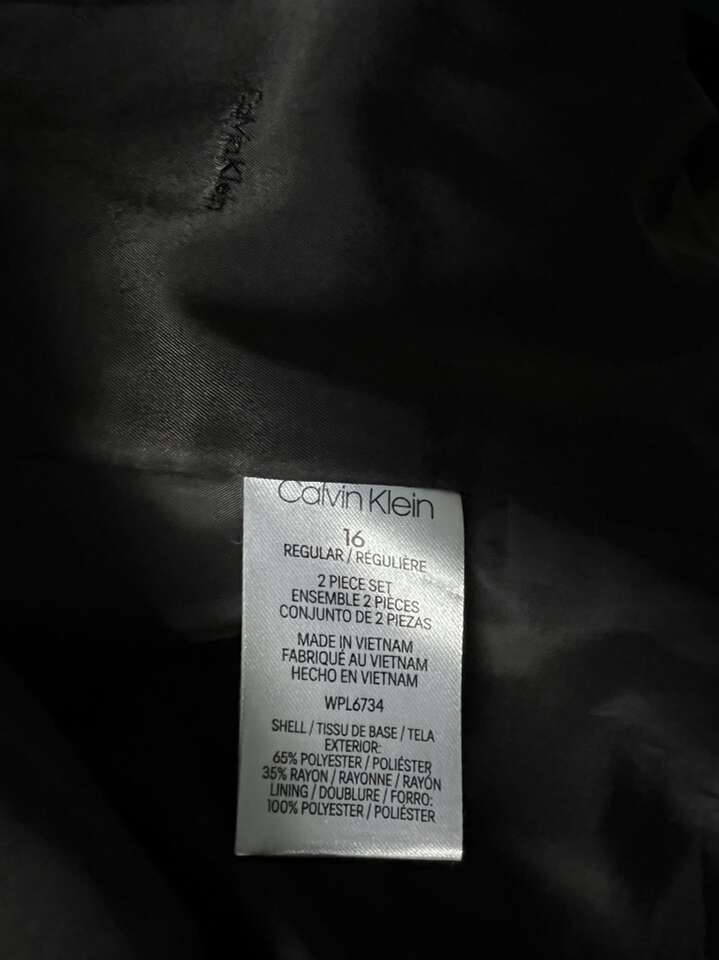 Calvin Klein
Calvin Klein
16
REGULAR / RÉGULIÈRE
2 PIECE SET
ENSEMBLE 2 PIÈCES
CONJUNTO DE 2 PIEZAS
MADE IN VIETNAM
FABRIQUÉ AU VIETNAM
HECHO EN VIETNAM
WPL6734
SHELL / TISSU DE BASE / TELA
EXTERIOR:
65% POLYESTER / POLIÉSTER
35% RAYON / RAYONNE / RAYÓN
LINING / DOUBLURE / FORRO:
100% POLYESTER / POLIÉSTER